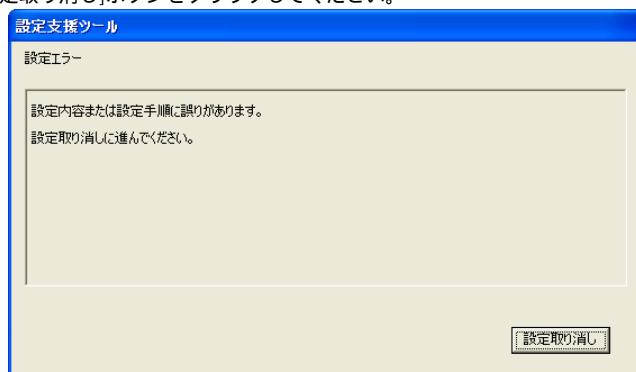 定取り消し]ボタンをクリックしてください。
設定支援ツール
設定エラー
設定内容または設定手順に誤りがあります。
設定取り消しに進んでください。
設定取り消し